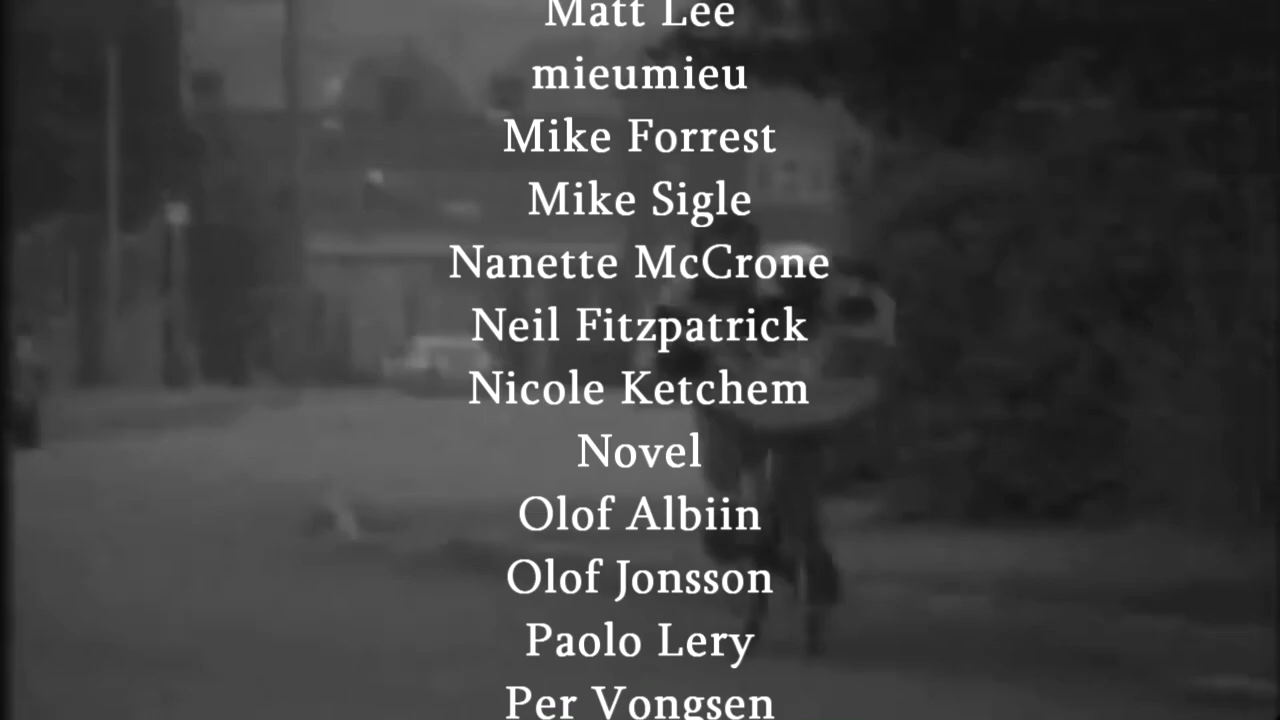 Matt Lee
mieumieu
Mike Forrest
Mike Sigle
Nanette McCrone
Neil Fitzpatrick
Nicole Ketchem
Novel
Olof Albiin
Olof Jonsson
Paolo Lery
Per Vongsen